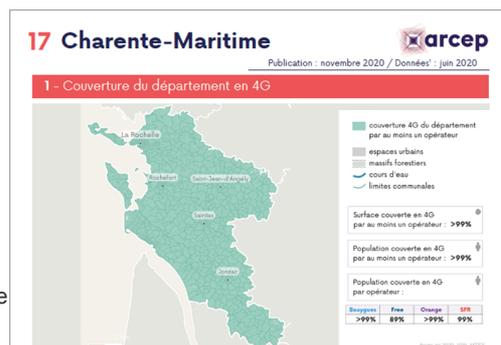 17 Charente-Maritime
arcep
Publication : novembre 2020 / Données¹ : juin 2020
1 - Couverture du département en 4G
La Rochelle
Rochefort
Saint-Jean-d'Angély
Saintes
Jonzac
couverture 4G du département
par au moins un opérateur
espaces urbains
massifs forestiers
cours d'eau
limites communales
Surface couverte en 4G
par au moins un opérateur : >99%
Population couverte en 4G
par au moins un opérateur : >99%
Population couverte en 4G
par opérateur :
Bouygues Free Orange SFR
>99% 89% >99% 99%
e